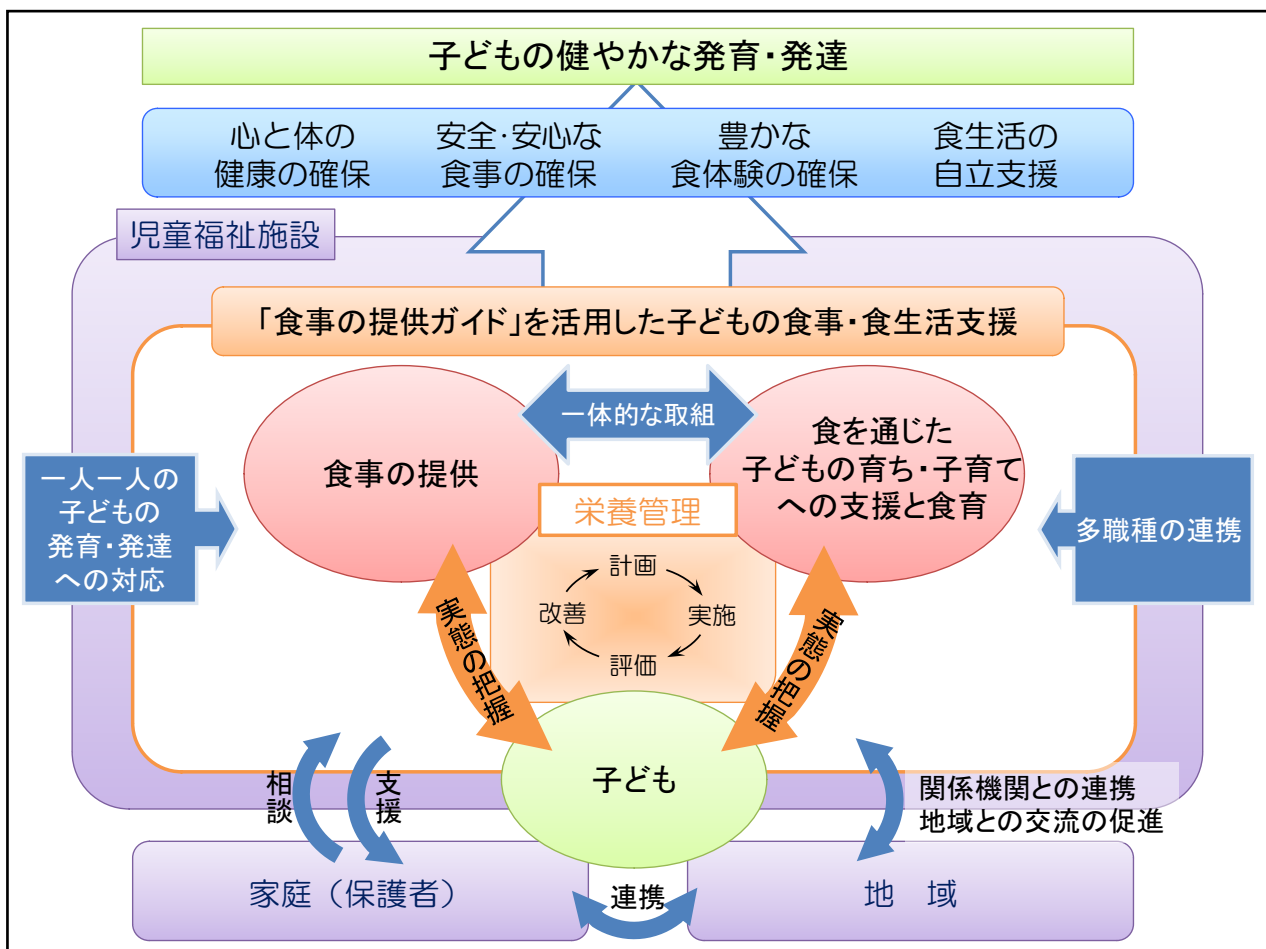 子どもの健やかな発育・発達
心と体の
健康の確保
安全・安心な
食事の確保
豊かな
食体験の確保
食生活の
自立支援
児童福祉施設
「食事の提供ガイド」を活用した子どもの食事・食生活支援
一体的な取組
食事の提供
食を通じた
子どもの育ち・子育て
への支援と食育
一人一人の
子どもの
発育・発達
への対応
栄養管理
多職種の連携
計画
改善
実施
評価
実態の把握
実態の把握
子ども
相談
支援
関係機関との連携
地域との交流の促進
家庭（保護者）
連携
地　域